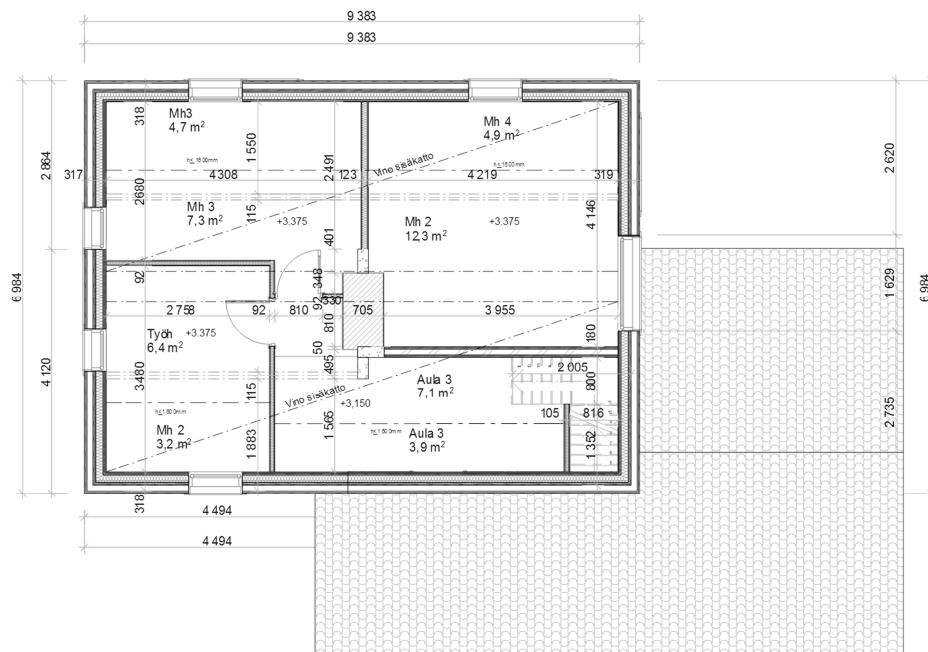 9 383
9 383
318
Mh3
4,7 m²
1 550
2 491
Mh 4
4,9 m²
h≤ 1600mm
h≤1600mm
Vino sisäkatto
2 864
2 620
317
4 308
123
4 219
319
2680
Mh 3
7,3 m²
115
+3.375
401
Mh 2
12,3 m²
+3.375
4 146
6 984
92
348
1 629
6 984
2 758
92
810
92
330
705
3 955
810
Työh
6,4 m²
+3.375
180
50
4 120
3480
115
495
Aula 3
7,1 m²
2 005
800
Vino sisäkatto
+3,150
h≤1600mm
105
816
2 735
Mh 2
3,2 m²
1 883
1 565
h≤1600mm
Aula 3
3,9 m²
1 352
318
4 494
4 494